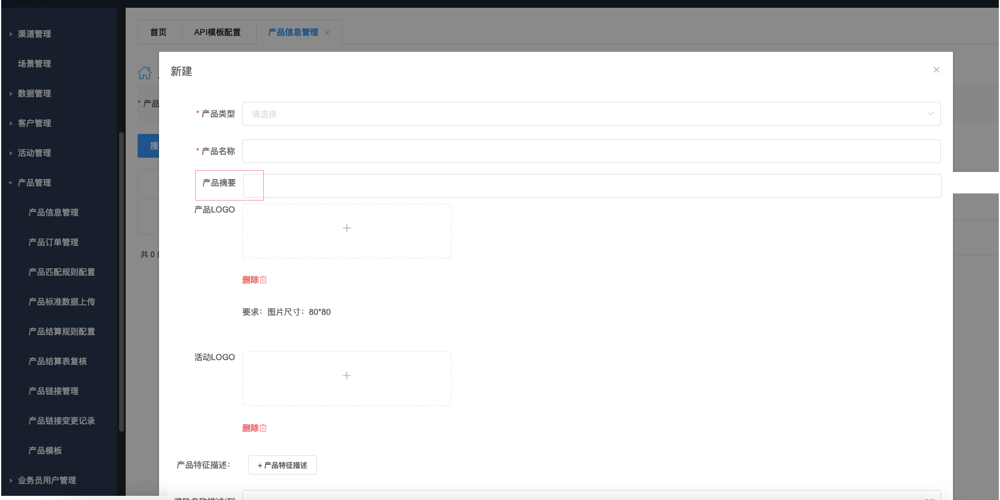 渠道管理
场景管理
数据管理
客户管理
活动管理
产品管理
产品信息管理
产品订单管理
产品匹配规则配置
产品标准数据上传
产品结算规则配置
产品结算表复核
产品链接管理
产品链接变更记录
产品模板
业务员用户管理
首页 API模板配置 产品信息管理 ×
* 产品
搜
共 0
新建 ×
* 产品类型 请选择
* 产品名称
产品摘要
产品LOGO
+
删除
要求：图片尺寸：80*80
活动LOGO
+
删除
产品特征描述：
+ 产品特征描述